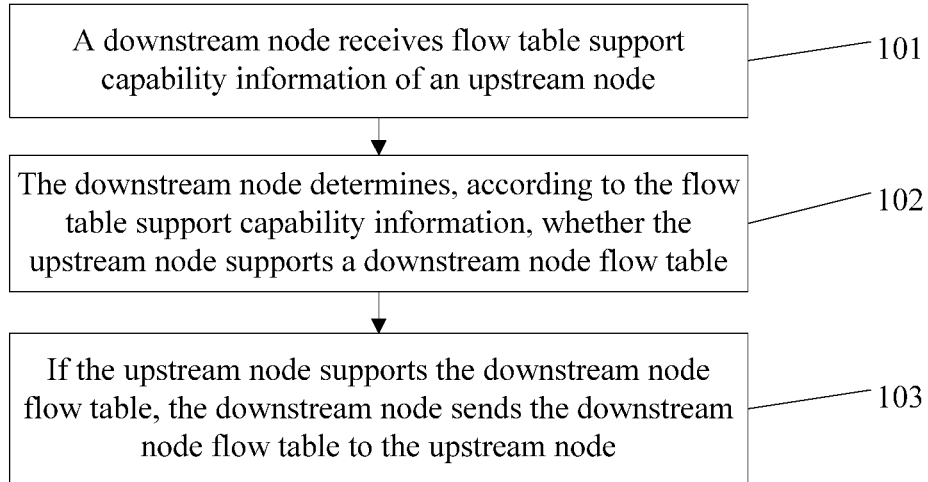 A downstream node receives flow table support
capability information of an upstream node
101
The downstream node determines, according to the flow
table support capability information, whether the
upstream node supports a downstream node flow table
102
If the upstream node supports the downstream node
flow table, the downstream node sends the downstream
node flow table to the upstream node
103